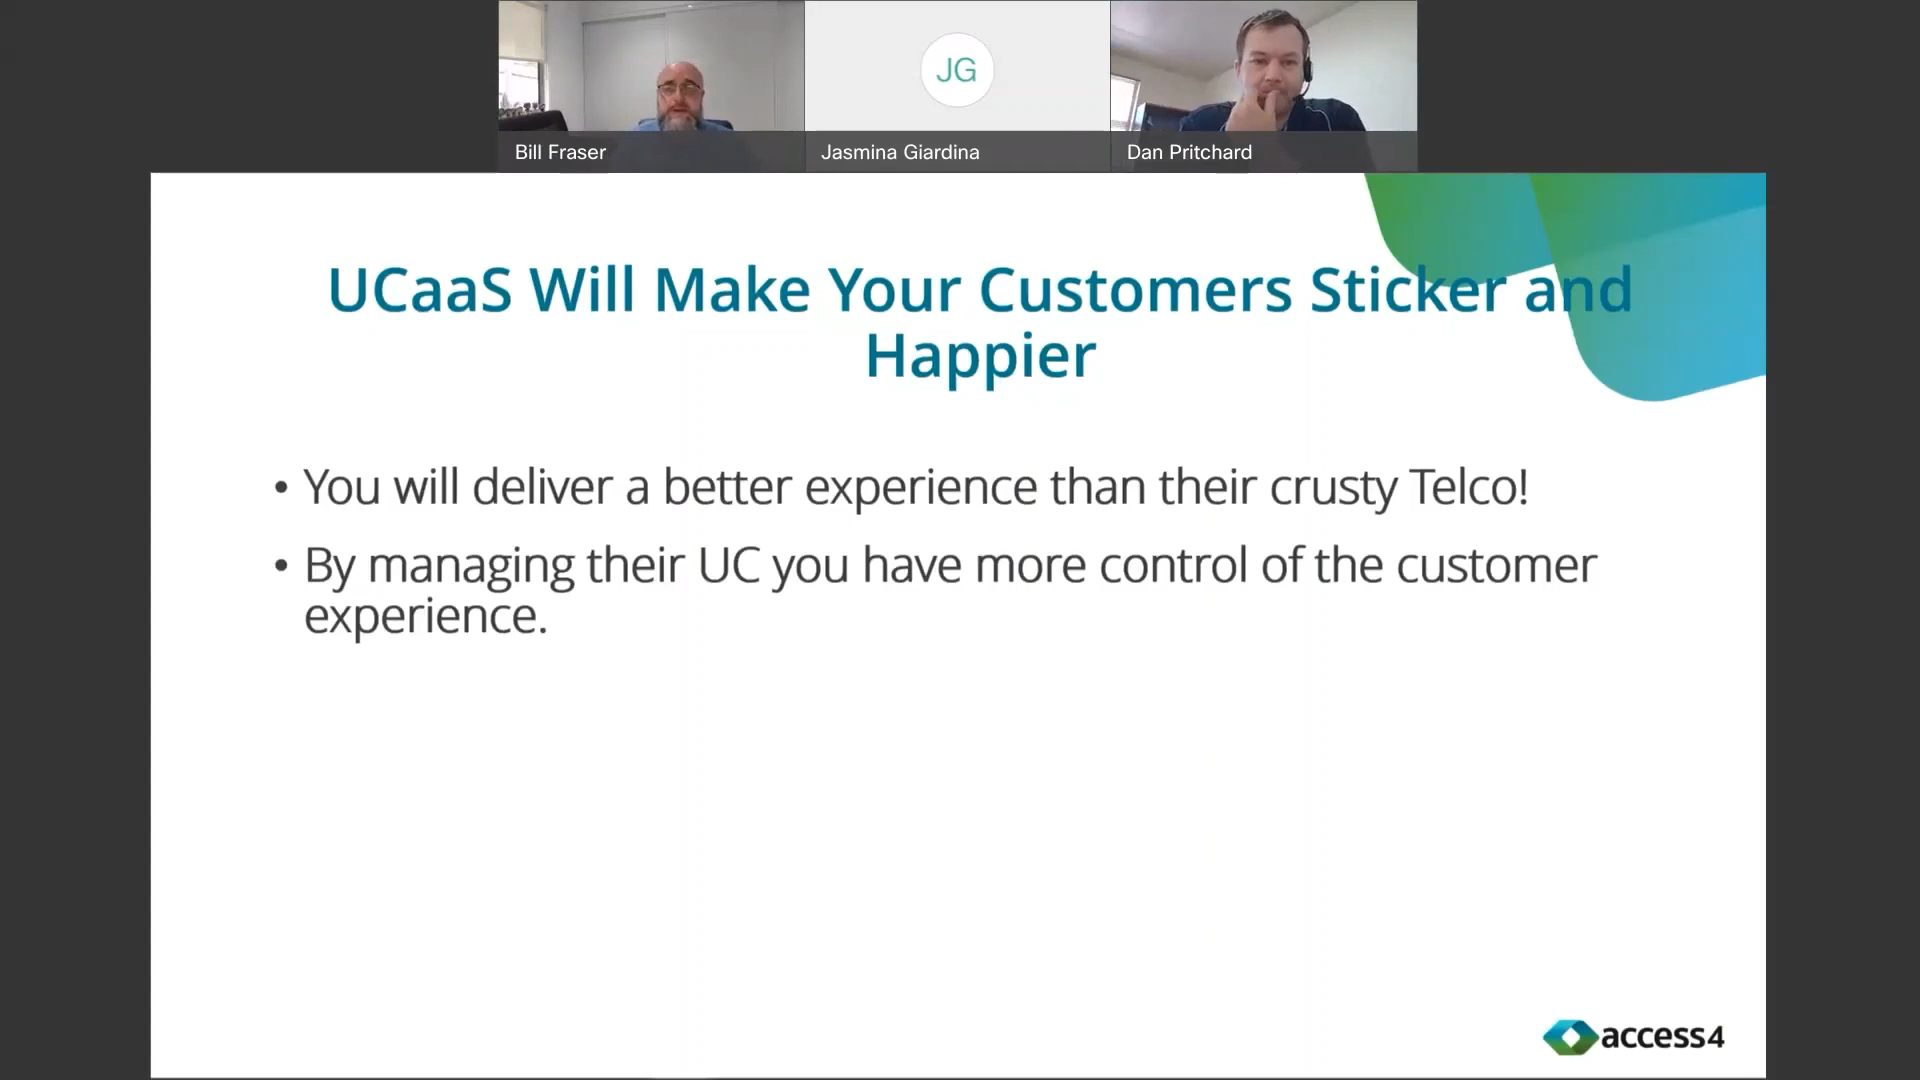 JG
Bill Fraser
Jasmina Giardina
Dan Pritchard
UCaaS Will Make Your Customers Sticker and
Happier
• You will deliver a better experience than their crusty Telco!
• By managing their UC you have more control of the customer
experience.
access4